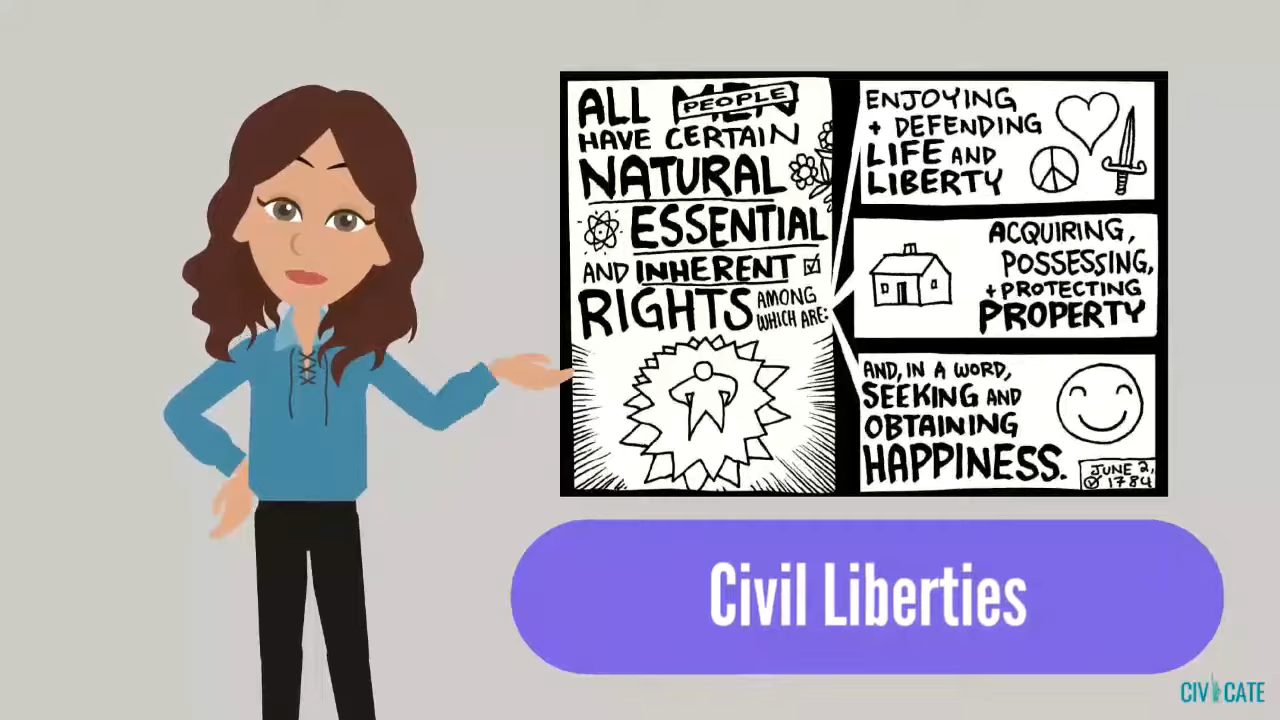 ALL MEN PEOPLE
HAVE CERTAIN
NATURAL
ESSENTIAL
AND INHERENT
RIGHTS AMONG
WHICH ARE:
ENJOYING
+ DEFENDING
LIFE AND
LIBERTY
ACQUIRING,
POSSESSING,
+ PROTECTING
PROPERTY
AND, IN A WORD,
SEEKING AND
OBTAINING
HAPPINESS.
JUNE 2,
1784
Civil Liberties
CIVICATE